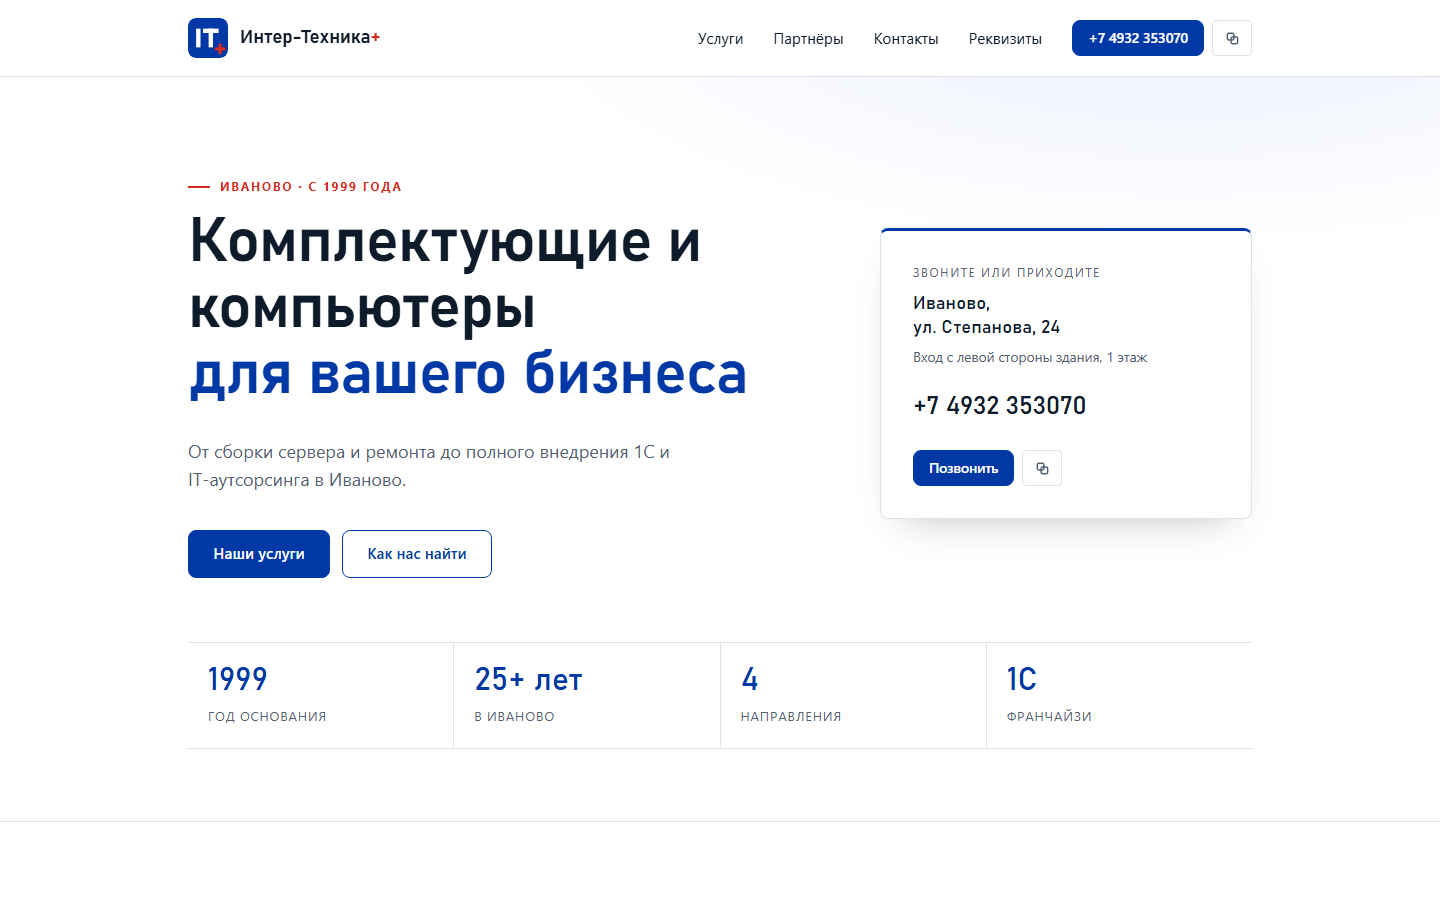 IT+
Интер-Техника+
Услуги
Партнёры
Контакты
Реквизиты
+7 4932 353070
ИВАНОВО · С 1999 ГОДА
Комплектующие и
компьютеры
для вашего бизнеса
От сборки сервера и ремонта до полного внедрения 1С и
IT-аутсорсинга в Иваново.
Наши услуги
Как нас найти
ЗВОНИТЕ ИЛИ ПРИХОДИТЕ
Иваново,
ул. Степанова, 24
Вход с левой стороны здания, 1 этаж
+7 4932 353070
Позвонить
1999
ГОД ОСНОВАНИЯ
25+ лет
В ИВАНОВО
4
НАПРАВЛЕНИЯ
1С
ФРАНЧАЙЗИ